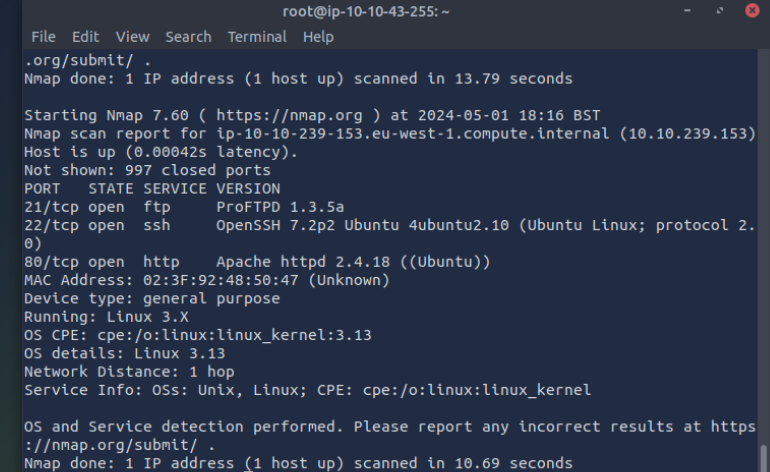 root@ip-10-10-43-255: ~
File Edit View Search Terminal Help
.org/submit/ .
Nmap done: 1 IP address (1 host up) scanned in 13.79 seconds
Starting Nmap 7.60 ( https://nmap.org ) at 2024-05-01 18:16 BST
Nmap scan report for ip-10-10-239-153.eu-west-1.compute.internal (10.10.239.153)
Host is up (0.00042s latency).
Not shown: 997 closed ports
PORT   STATE SERVICE VERSION
21/tcp open  ftp     ProFTPD 1.3.5a
22/tcp open  ssh     OpenSSH 7.2p2 Ubuntu 4ubuntu2.10 (Ubuntu Linux; protocol 2.
0)
80/tcp open  http    Apache httpd 2.4.18 ((Ubuntu))
MAC Address: 02:3F:92:48:50:47 (Unknown)
Device type: general purpose
Running: Linux 3.X
OS CPE: cpe:/o:linux:linux_kernel:3.13
OS details: Linux 3.13
Network Distance: 1 hop
Service Info: OSs: Unix, Linux; CPE: cpe:/o:linux:linux_kernel
OS and Service detection performed. Please report any incorrect results at https
://nmap.org/submit/ .
Nmap done: 1 IP address (1 host up) scanned in 10.69 seconds